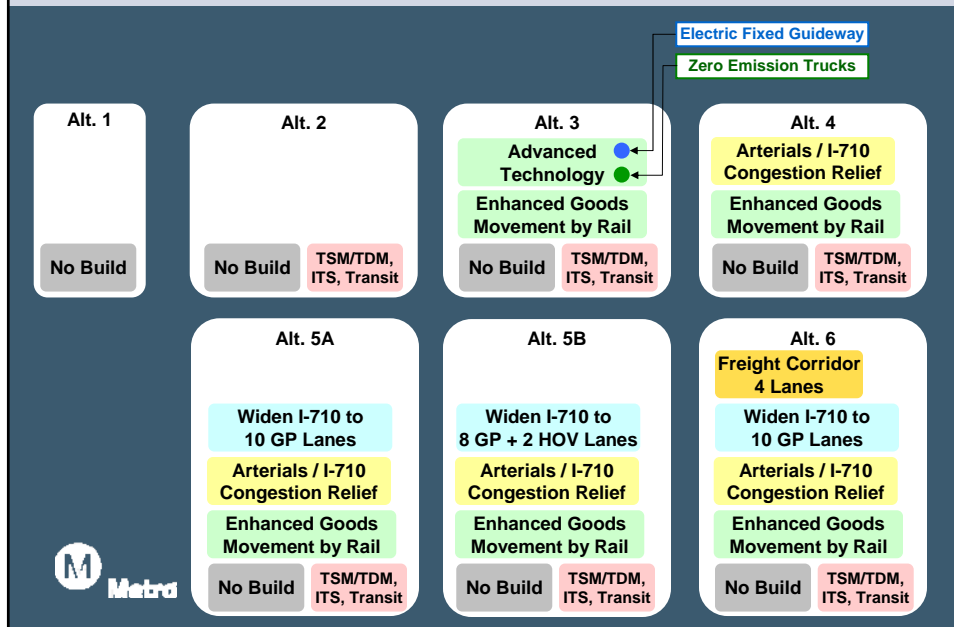 Electric Fixed Guideway
Zero Emission Trucks
Alt. 1
No Build
Alt. 2
No Build
TSM/TDM,
ITS, Transit
Alt. 3
Advanced
Technology
Enhanced Goods
Movement by Rail
No Build
TSM/TDM,
ITS, Transit
Alt. 4
Arterials / I-710
Congestion Relief
Enhanced Goods
Movement by Rail
No Build
TSM/TDM,
ITS, Transit
Alt. 5A
Widen I-710 to
10 GP Lanes
Arterials / I-710
Congestion Relief
Enhanced Goods
Movement by Rail
No Build
TSM/TDM,
ITS, Transit
Alt. 5B
Widen I-710 to
8 GP + 2 HOV Lanes
Arterials / I-710
Congestion Relief
Enhanced Goods
Movement by Rail
No Build
TSM/TDM,
ITS, Transit
Alt. 6
Freight Corridor
4 Lanes
Widen I-710 to
10 GP Lanes
Arterials / I-710
Congestion Relief
Enhanced Goods
Movement by Rail
No Build
TSM/TDM,
ITS, Transit
M
Metro